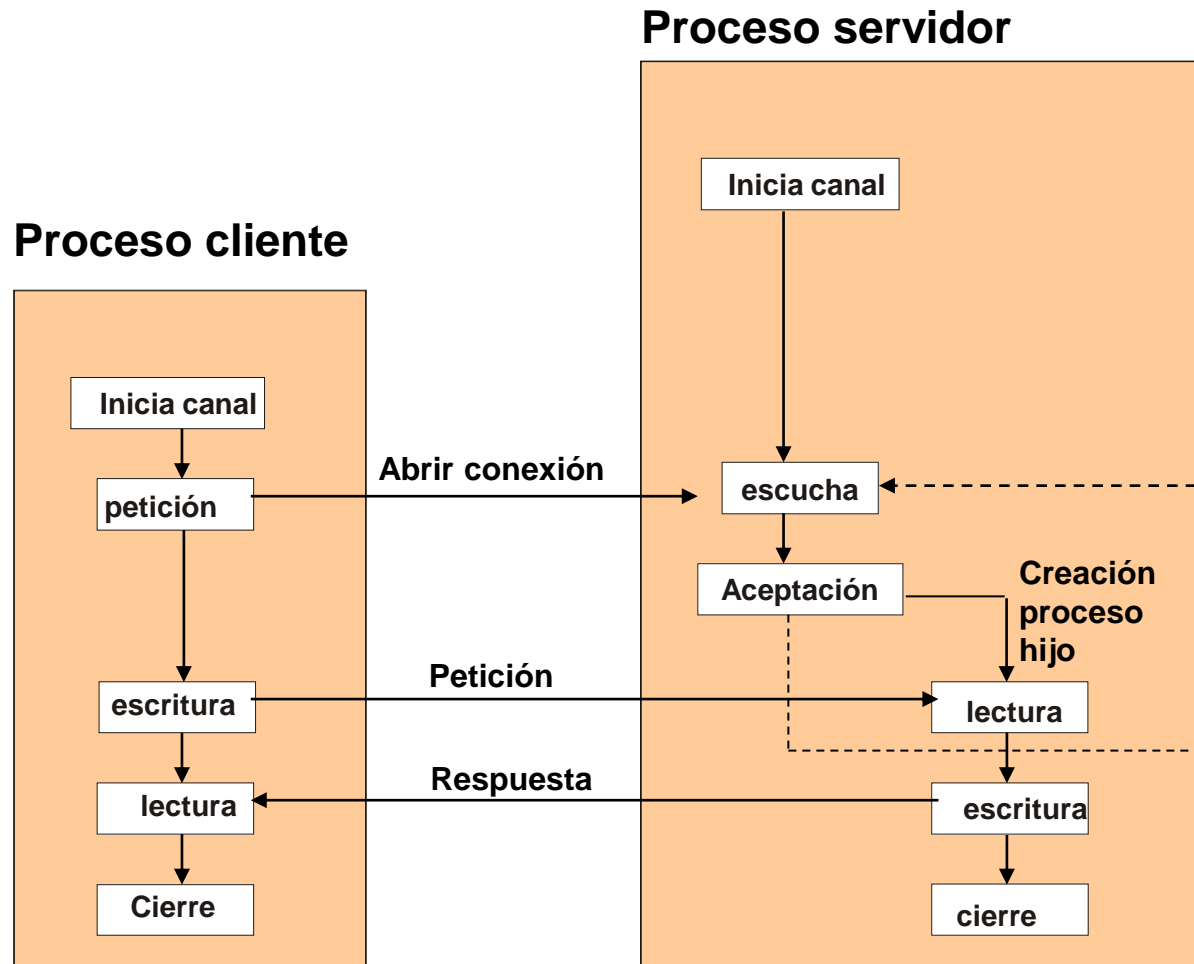 Proceso servidor
Inicia canal
Proceso cliente
Inicia canal
Abrir conexión
petición
escucha
Aceptación
Creación
proceso
hijo
Petición
escritura
lectura
Respuesta
lectura
escritura
Cierre
cierre